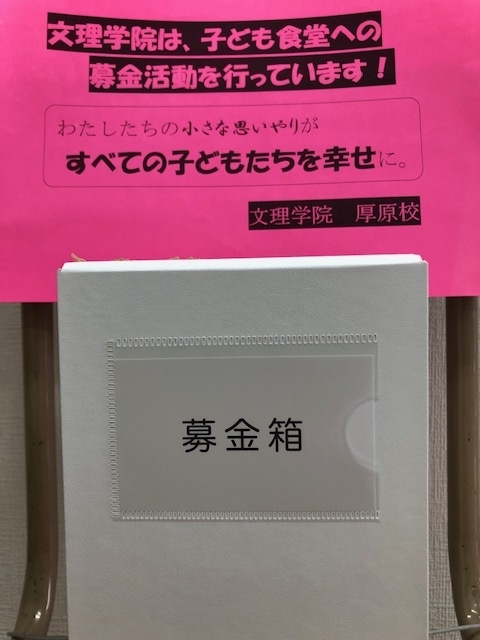 文理学院は、子ども食堂への
募金活動を行っています！
わたしたちの小さな思いやりが
すべての子どもたちを幸せに。
文理学院　厚原校
募金箱